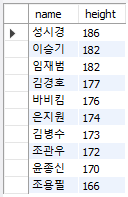 name height
성시경 186
이승기 182
임재범 182
김경호 177
바비킴 176
은지원 174
김병수 173
조관우 172
윤종신 170
조용필 166